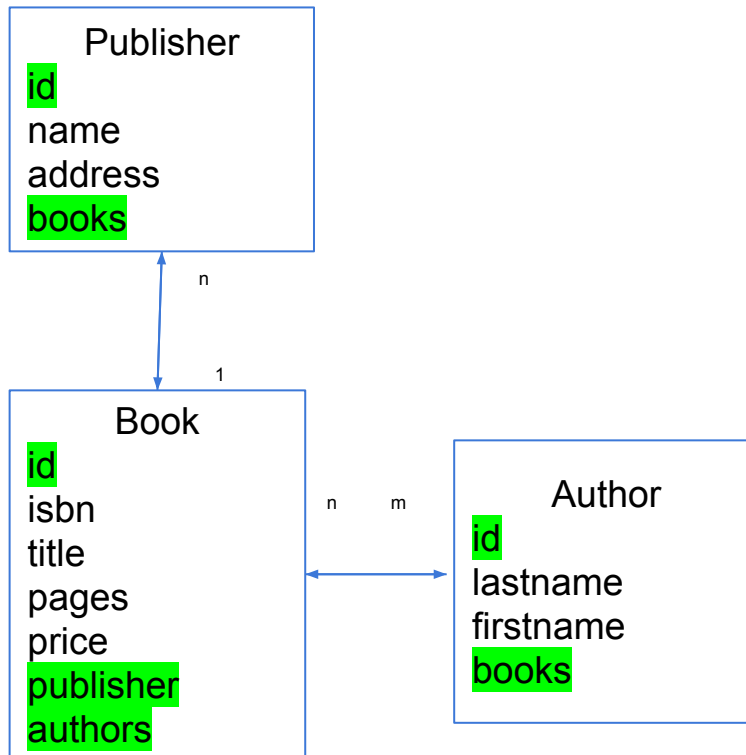 Publisher
id
name
address
books
n
1
Book
id
isbn
title
pages
price
publisher
authors
n m
Author
id
lastname
firstname
books